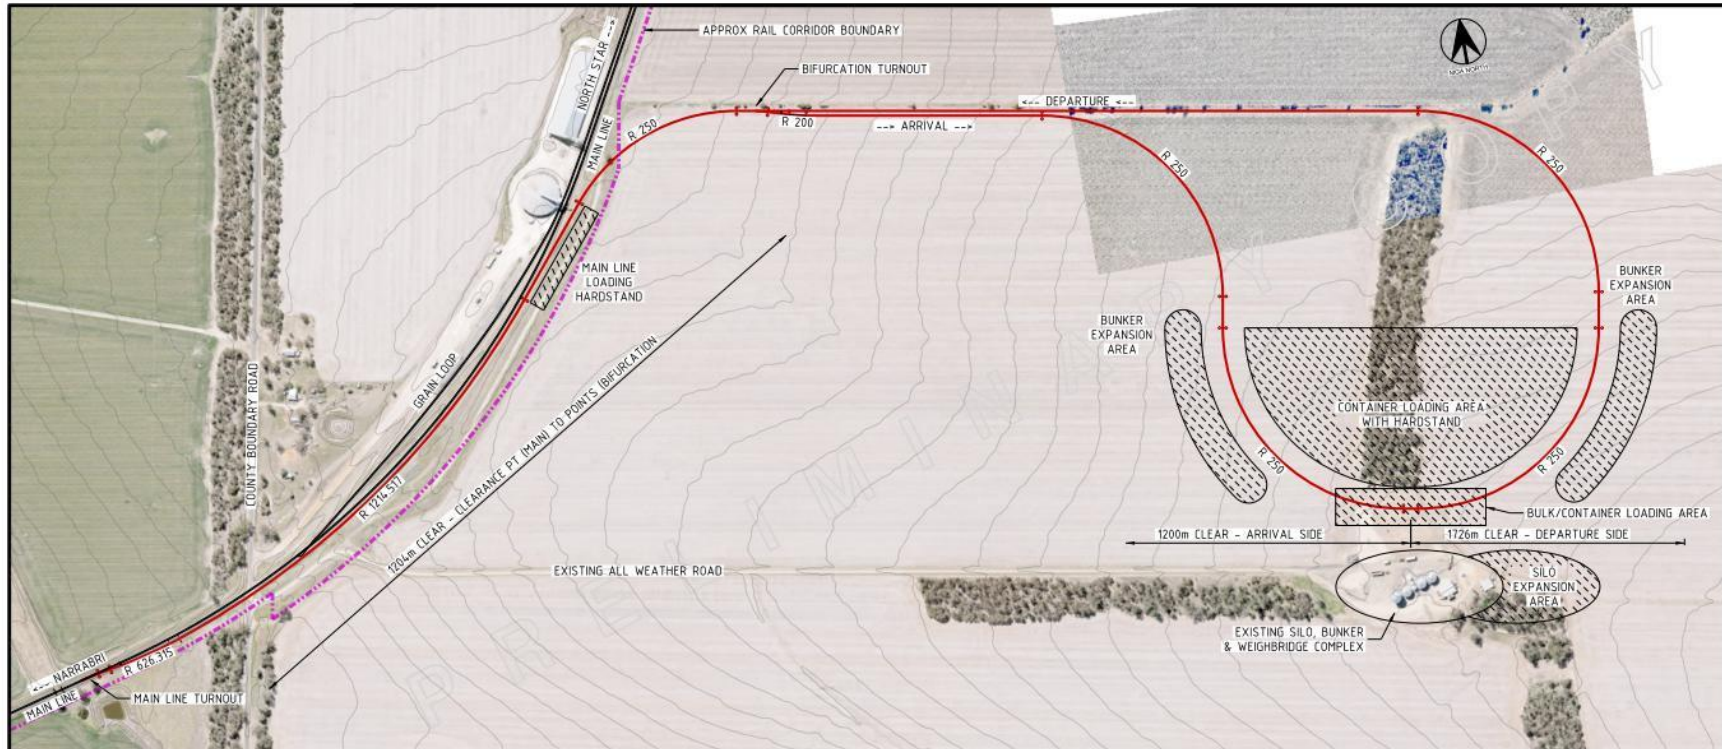 APPROX RAIL CORRIDOR BOUNDARY
BIFURCATION TURNOUT
MGA NORTH
NORTH STAR -->
MAIN LINE
R 250
R 200
<-- DEPARTURE <--
--> ARRIVAL -->
R 250
R 250
MAIN LINE
LOADING
HARDSTAND
BUNKER
EXPANSION
AREA
BUNKER
EXPANSION
AREA
GRAIN LOOP
COUNTY BOUNDARY ROAD
R 1214.517
1204m CLEAR - CLEARANCE PT (MAIN) TO POINTS (BIFURCATION
CONTAINER LOADING AREA
WITH HARDSTAND
R 250
R 250
BULK/CONTAINER LOADING AREA
1200m CLEAR - ARRIVAL SIDE
1726m CLEAR - DEPARTURE SIDE
EXISTING ALL WEATHER ROAD
SILO
EXPANSION
AREA
EXISTING SILO, BUNKER
& WEIGHBRIDGE COMPLEX
<-- NARRABRI
MAIN LINE
R 626.315
MAIN LINE TURNOUT